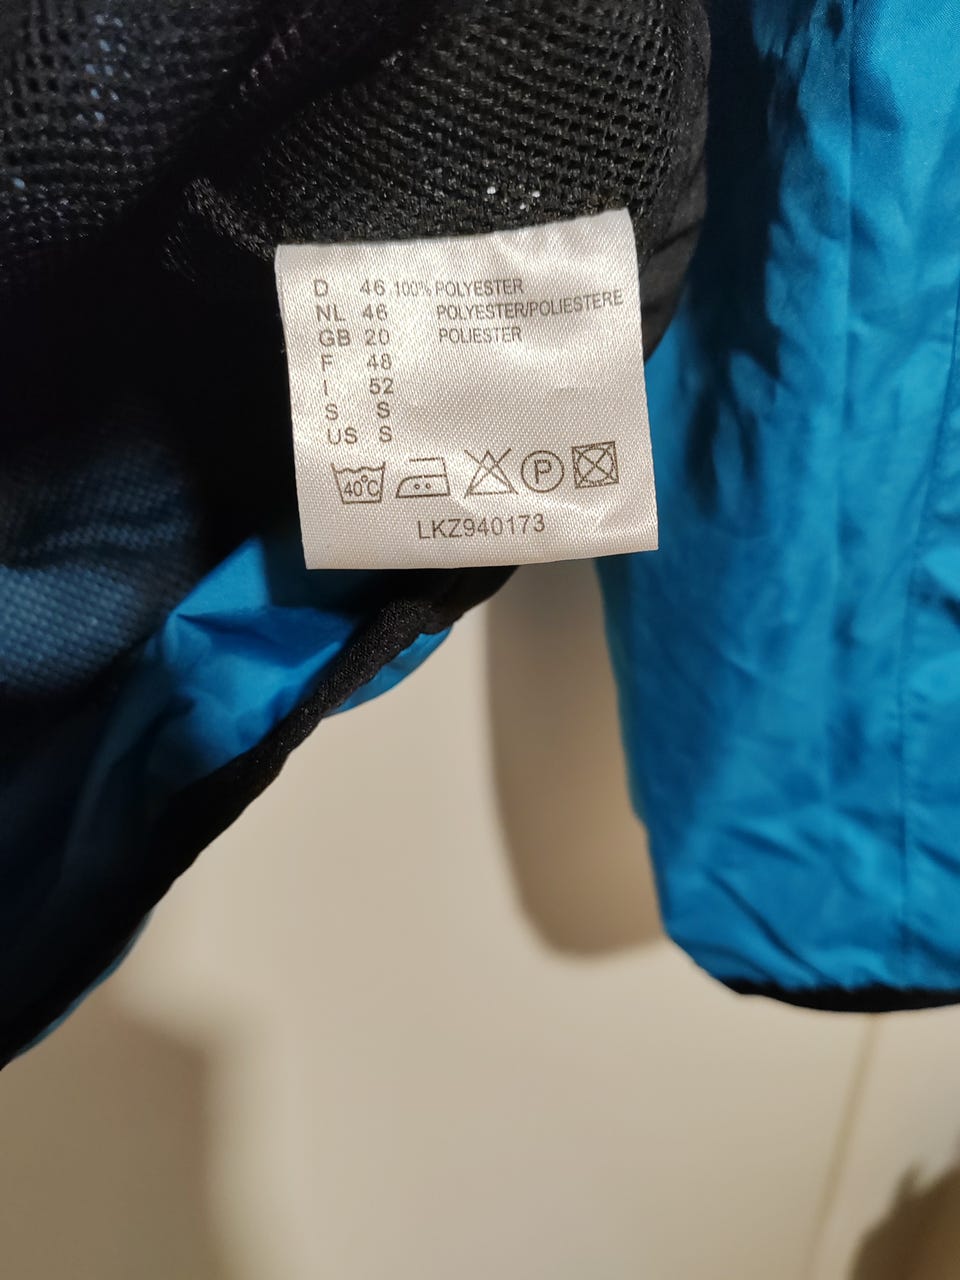 D 46 100% POLYESTER
NL 46 POLYESTER/POLIESTERE
GB 20 POLIESTER
F 48
I 52
S S
US S
40°C P
LKZ940173